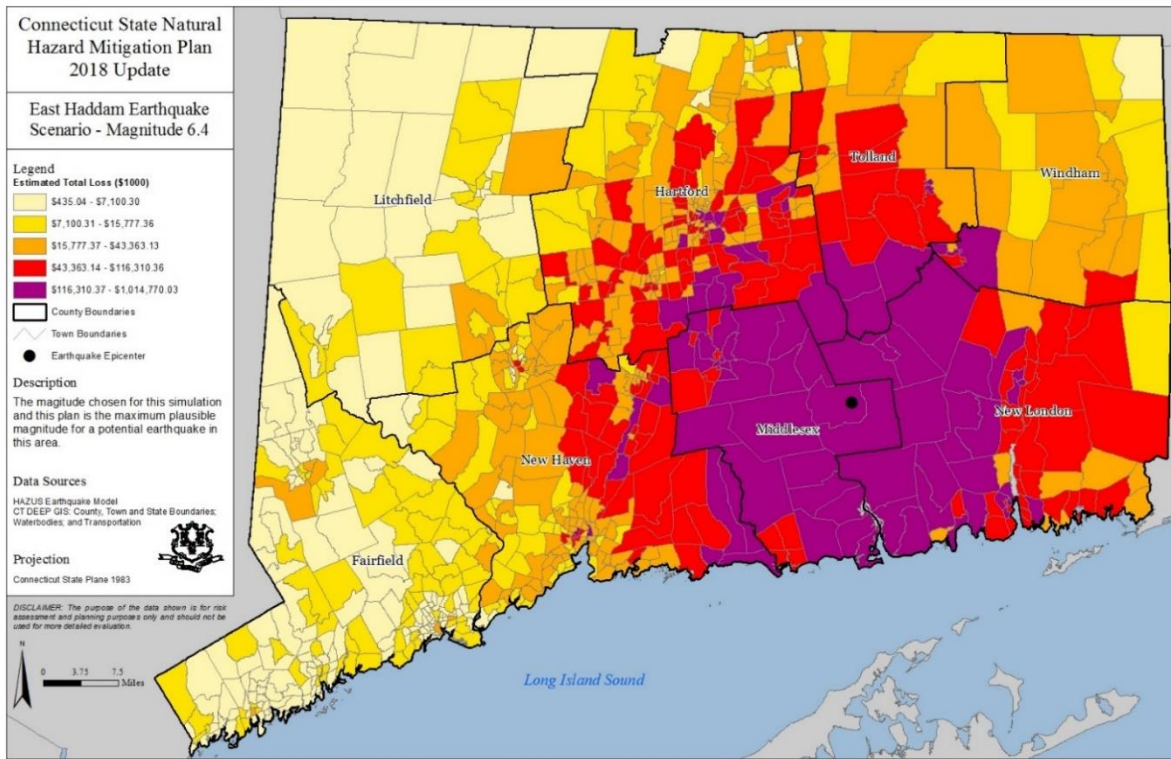 Connecticut State Natural
Hazard Mitigation Plan
2018 Update
East Haddam Earthquake
Scenario - Magnitude 6.4
Legend
Estimated Total Loss ($1000)
$435.04 - $7,100.30
$7,100.31 - $15,777.36
$15,777.37 - $43,363.13
$43,363.14 - $116,310.36
$116,310.37 - $1,014,770.03
County Boundaries
Town Boundaries
Earthquake Epicenter
Description
The magitude chosen for this simulation
and this plan is the maximum plausible
magnitude for a potential earthquake in
this area.
Data Sources
HAZUS Earthquake Model
CT DEEP GIS: County, Town and State Boundaries;
Waterbodies; and Transportation
Projection
Connecticut State Plane 1983
DISCLAIMER: The purpose of the data shown is for risk
assessment and planning purposes only and should not be
used for more detailed evaluation.
N
0 3.75 7.5
Miles
Litchfield
Hartford
Tolland
Windham
New Haven
Middlesex
New London
Fairfield
Long Island Sound